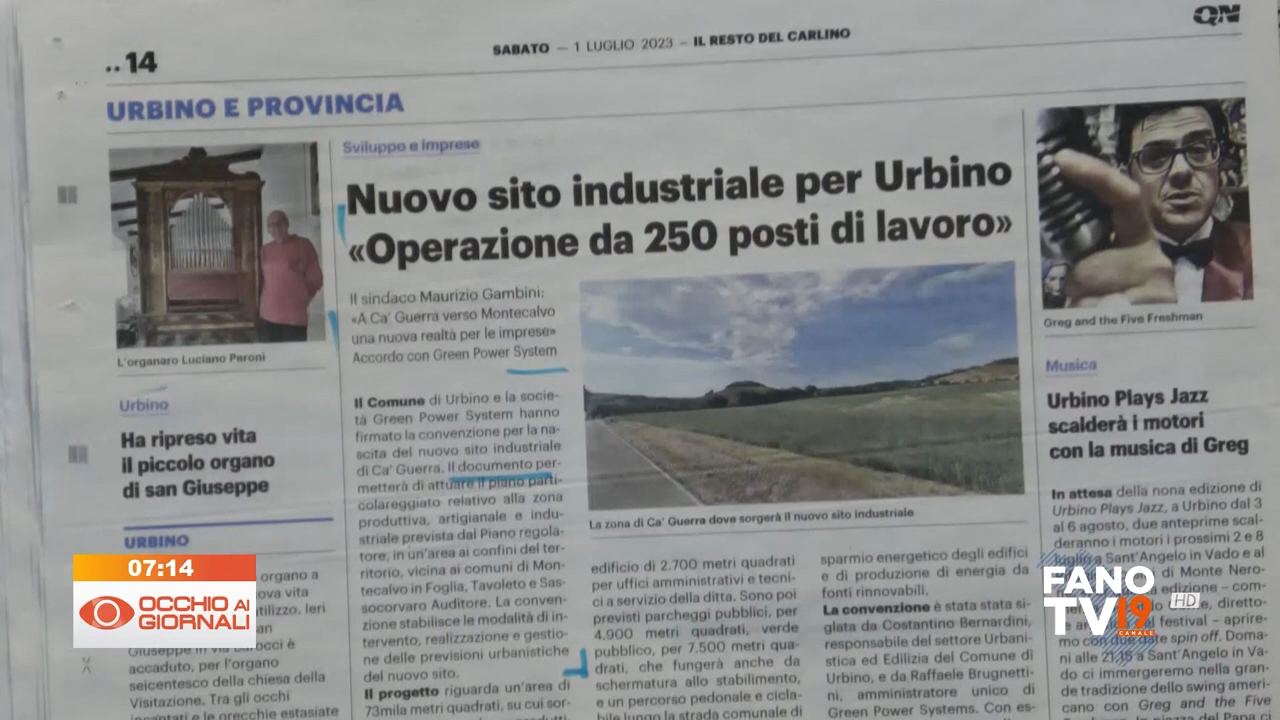 QN
..14
SABATO — 1 LUGLIO 2023 – IL RESTO DEL CARLINO
URBINO E PROVINCIA
L'organaro Luciano Peroni
Urbino
Ha ripreso vita
il piccolo organo
di san Giuseppe
URBINO
organo a
ova vita
utilizzo. Ieri
an
Giuseppe in via Barocci è
accaduto, per l'organo
seicentesco della chiesa della
Visitazione. Tra gli occhi
incantati e le orecchie estasiate
Sviluppo e imprese
Nuovo sito industriale per Urbino
«Operazione da 250 posti di lavoro»
Il sindaco Maurizio Gambini:
«A Ca' Guerra verso Montecalvo
una nuova realtà per le imprese»
Accordo con Green Power System
Il Comune di Urbino e la socie-
tà Green Power System hanno
firmato la convenzione per la na-
scita del nuovo sito industriale
di Ca' Guerra. Il documento per-
metterà di attuare il piano parti-
colareggiato relativo alla zona
produttiva, artigianale e indu-
striale prevista dal Piano regola-
tore, in un'area ai confini del ter-
ritorio, vicina ai comuni di Mon-
tecalvo in Foglia, Tavoleto e Sas-
socorvaro Auditore. La conven-
zione stabilisce le modalità di in-
tervento, realizzazione e gestio-
ne delle previsioni urbanistiche
del nuovo sito.
Il progetto riguarda un'area di
73mila metri quadrati, su cui sor-
La zona di Ca' Guerra dove sorgerà il nuovo sito industriale
edificio di 2.700 metri quadrati
per uffici amministrativi e tecni-
ci a servizio della ditta. Sono poi
previsti parcheggi pubblici, per
4.900 metri quadrati, verde
pubblico, per 7.500 metri qua-
drati, che fungerà anche da
schermatura allo stabilimento,
e un percorso pedonale e cicla-
bile lungo la strada comunale di
sparmio energetico degli edifici
e di produzione di energia da
fonti rinnovabili.
La convenzione è stata stata si-
glata da Costantino Bernardini,
responsabile del settore Urbani-
stica ed Edilizia del Comune di
Urbino, e da Raffaele Brugnetti-
ni, amministratore unico di
Green Power Systems. Con es-
Greg and the Five Freshman
Musica
Urbino Plays Jazz
scalderà i motori
con la musica di Greg
In attesa della nona edizione di
Urbino Plays Jazz, a Urbino dal 3
al 6 agosto, due anteprime scal-
deranno i motori i prossimi 2 e 8
luglio a Sant'Angelo in Vado e al
di Monte Nero-
edizione – com-
diretto-
festival – aprire-
mo con due date spin off. Doma-
ni alle 21,15 a Sant'Angelo in Va-
do ci immergeremo nella gran-
de tradizione dello swing ameri-
cano con Greg and the Five
07:14
OCCHIO AI
GIORNALI
FANO
TV19 HD
CANALE